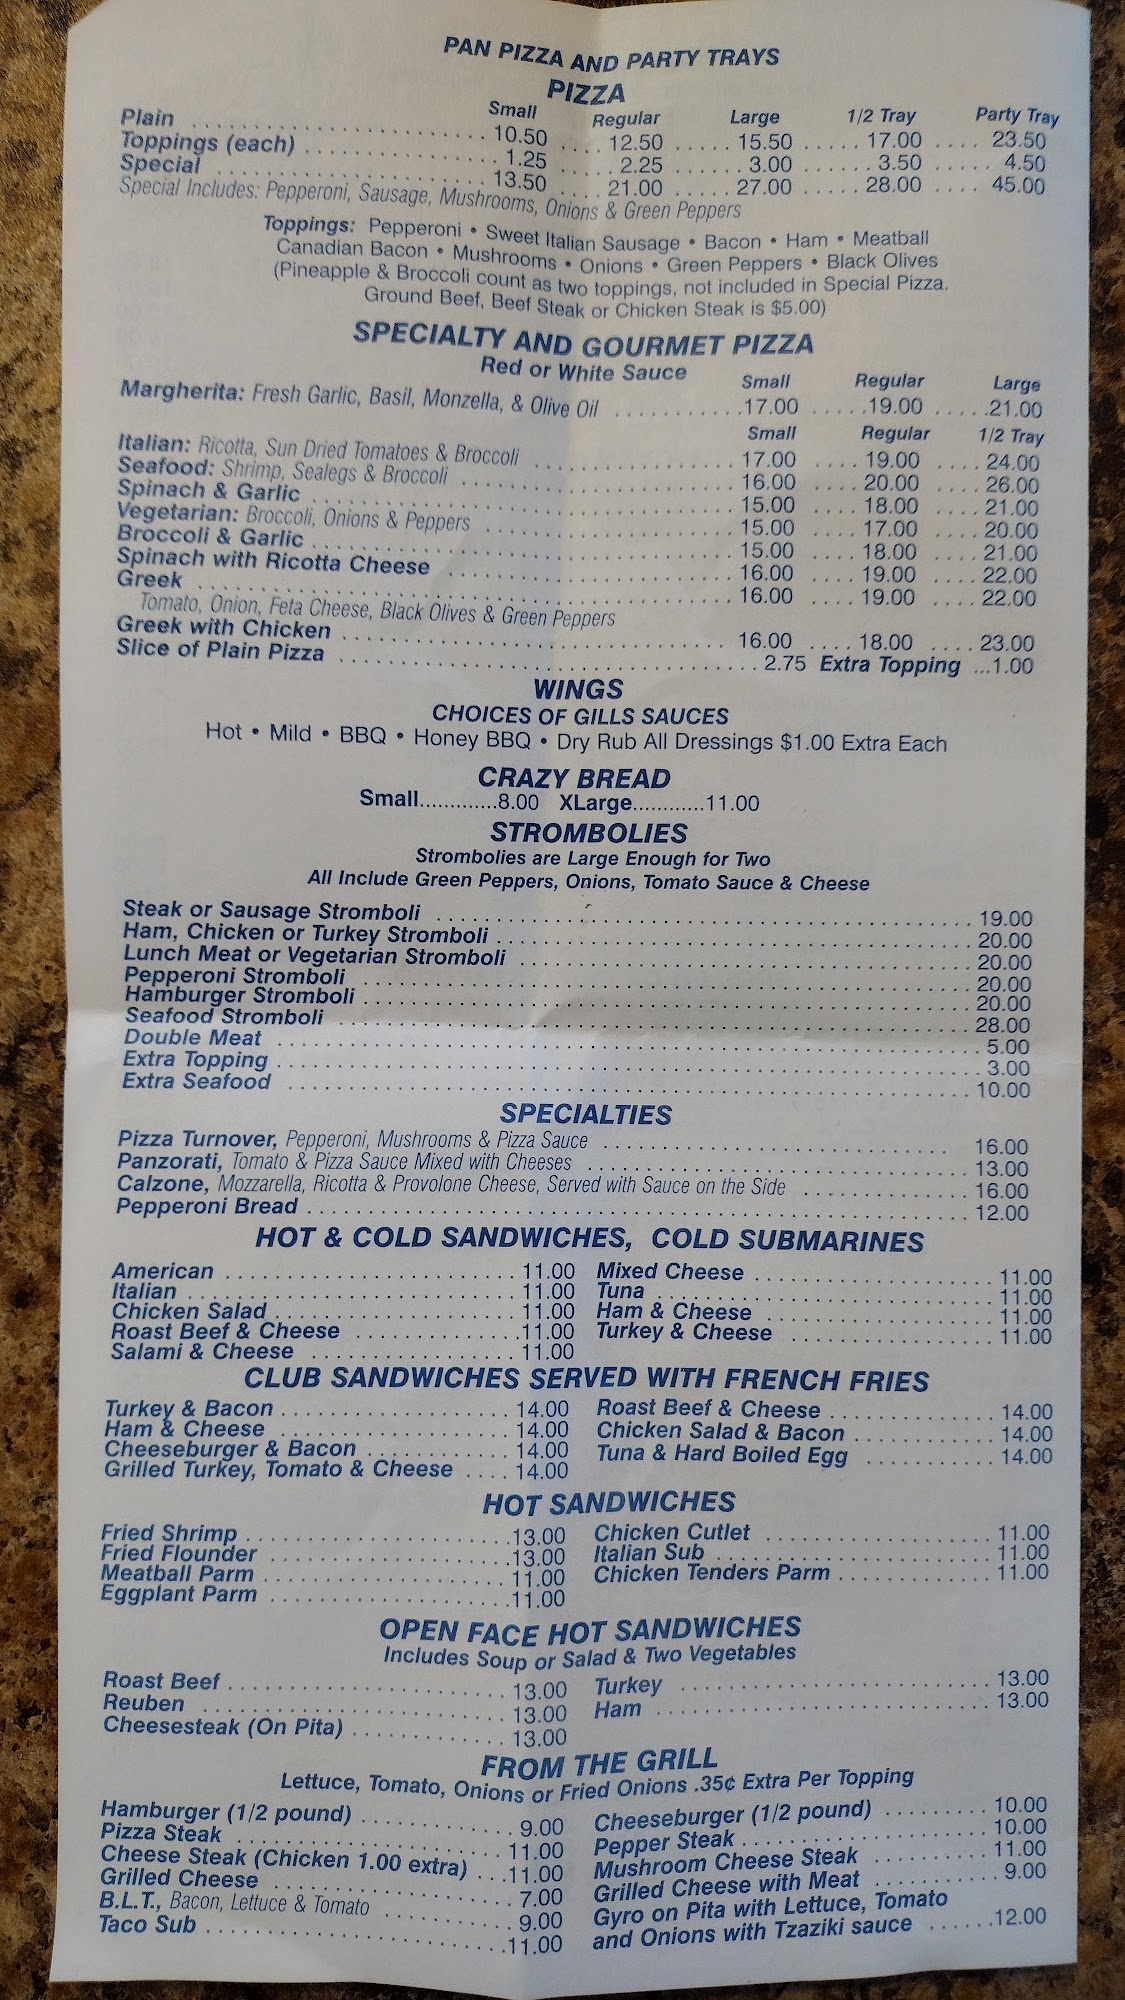 PAN PIZZA AND PARTY TRAYS
PIZZA
Small Regular Large 1/2 Tray Party Tray
Plain 10.50 12.50 15.50 17.00 23.50
Toppings (each) 1.25 2.25 3.00 3.50 4.50
Special 13.50 21.00 27.00 28.00 45.00
Special Includes: Pepperoni, Sausage, Mushrooms, Onions & Green Peppers
Toppings: Pepperoni • Sweet Italian Sausage • Bacon • Ham • Meatball
Canadian Bacon • Mushrooms • Onions • Green Peppers • Black Olives
(Pineapple & Broccoli count as two toppings, not included in Special Pizza.
Ground Beef, Beef Steak or Chicken Steak is $5.00)
SPECIALTY AND GOURMET PIZZA
Red or White Sauce
Small Regular Large
Margherita: Fresh Garlic, Basil, Monzella, & Olive Oil 17.00 19.00 21.00
Small Regular 1/2 Tray
Italian: Ricotta, Sun Dried Tomatoes & Broccoli 17.00 19.00 24.00
Seafood: Shrimp, Sealegs & Broccoli 16.00 20.00 26.00
Spinach & Garlic 15.00 18.00 21.00
Vegetarian: Broccoli, Onions & Peppers 15.00 17.00 20.00
Broccoli & Garlic 15.00 18.00 21.00
Spinach with Ricotta Cheese 16.00 19.00 22.00
Greek 16.00 19.00 22.00
Tomato, Onion, Feta Cheese, Black Olives & Green Peppers
Greek with Chicken 16.00 18.00 23.00
Slice of Plain Pizza 2.75 Extra Topping ...1.00
WINGS
CHOICES OF GILLS SAUCES
Hot • Mild • BBQ • Honey BBQ • Dry Rub All Dressings $1.00 Extra Each
CRAZY BREAD
Small.............8.00 XLarge............11.00
STROMBOLIES
Strombolies are Large Enough for Two
All Include Green Peppers, Onions, Tomato Sauce & Cheese
Steak or Sausage Stromboli 19.00
Ham, Chicken or Turkey Stromboli 20.00
Lunch Meat or Vegetarian Stromboli 20.00
Pepperoni Stromboli 20.00
Hamburger Stromboli 20.00
Seafood Stromboli 28.00
Double Meat 5.00
Extra Topping 3.00
Extra Seafood 10.00
SPECIALTIES
Pizza Turnover, Pepperoni, Mushrooms & Pizza Sauce 16.00
Panzorati, Tomato & Pizza Sauce Mixed with Cheeses 13.00
Calzone, Mozzarella, Ricotta & Provolone Cheese, Served with Sauce on the Side 16.00
Pepperoni Bread 12.00
HOT & COLD SANDWICHES, COLD SUBMARINES
American 11.00 Mixed Cheese 11.00
Italian 11.00 Tuna 11.00
Chicken Salad 11.00 Ham & Cheese 11.00
Roast Beef & Cheese 11.00 Turkey & Cheese 11.00
Salami & Cheese 11.00
CLUB SANDWICHES SERVED WITH FRENCH FRIES
Turkey & Bacon 14.00 Roast Beef & Cheese 14.00
Ham & Cheese 14.00 Chicken Salad & Bacon 14.00
Cheeseburger & Bacon 14.00 Tuna & Hard Boiled Egg 14.00
Grilled Turkey, Tomato & Cheese 14.00
HOT SANDWICHES
Fried Shrimp 13.00 Chicken Cutlet 11.00
Fried Flounder 13.00 Italian Sub 11.00
Meatball Parm 11.00 Chicken Tenders Parm 11.00
Eggplant Parm 11.00
OPEN FACE HOT SANDWICHES
Includes Soup or Salad & Two Vegetables
Roast Beef 13.00 Turkey 13.00
Reuben 13.00 Ham 13.00
Cheesesteak (On Pita) 13.00
FROM THE GRILL
Lettuce, Tomato, Onions or Fried Onions .35¢ Extra Per Topping
Hamburger (1/2 pound) 9.00 Cheeseburger (1/2 pound) 10.00
Pizza Steak 11.00 Pepper Steak 10.00
Cheese Steak (Chicken 1.00 extra) 11.00 Mushroom Cheese Steak 11.00
Grilled Cheese 7.00 Grilled Cheese with Meat 9.00
B.L.T., Bacon, Lettuce & Tomato 9.00 Gyro on Pita with Lettuce, Tomato
Taco Sub 11.00 and Onions with Tzaziki sauce 12.00